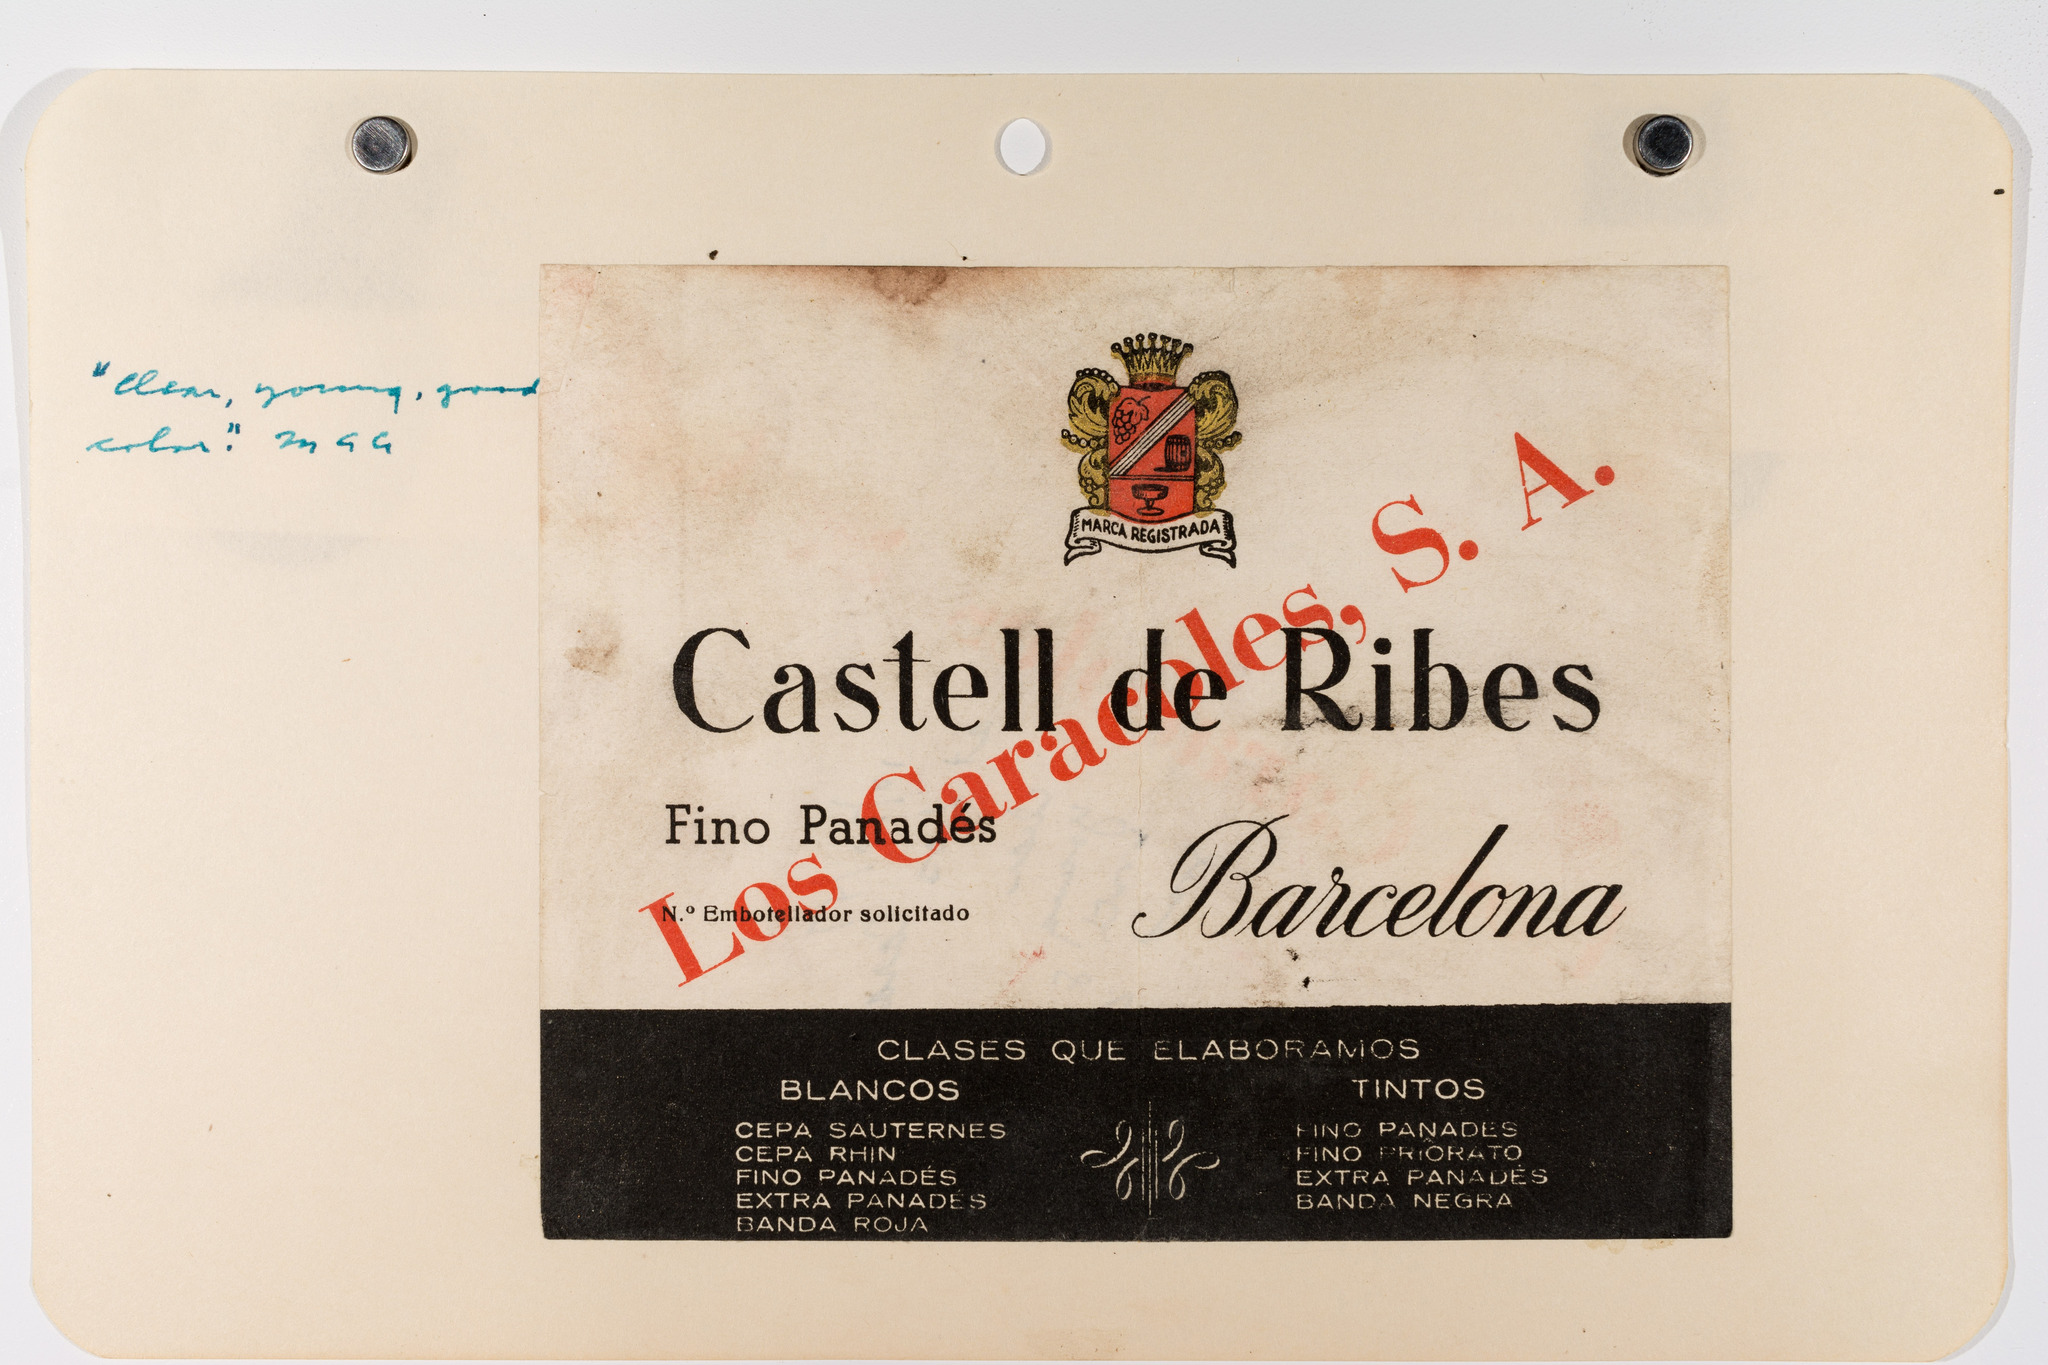 "Clear, young, good
color." MGG
MARCA REGISTRADA
Los Caracoles, S. A.
Castell de Ribes
Fino Panadés
Barcelona
N.º Embotellador solicitado
CLASES QUE ELABORAMOS
BLANCOS
CEPA SAUTERNES
CEPA RHIN
FINO PANADÉS
EXTRA PANADÉS
BANDA ROJA
TINTOS
FINO PANADES
FINO PRIORATO
EXTRA PANADÉS
BANDA NEGRA